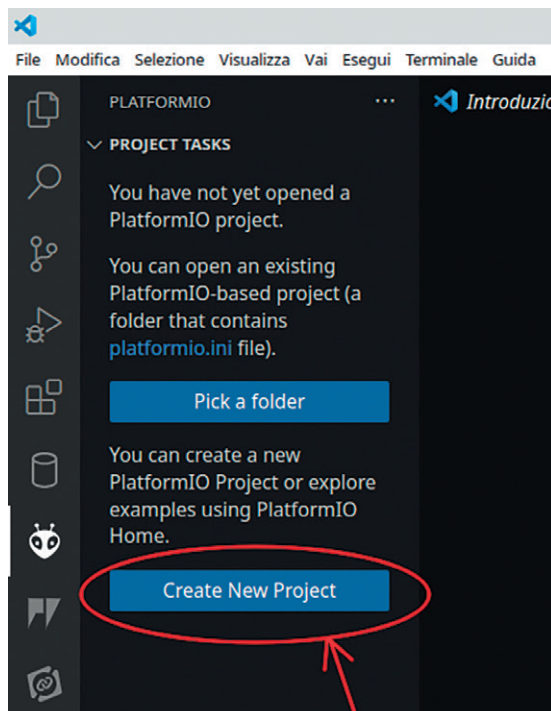 File Modifica Selezione Visualizza Vai Esegui Terminale Guida
PLATFORMIO
PROJECT TASKS
You have not yet opened a
PlatformIO project.
You can open an existing
PlatformIO-based project (a
folder that contains
platformio.ini file).
Pick a folder
You can create a new
PlatformIO Project or explore
examples using PlatformIO
Home.
Create New Project